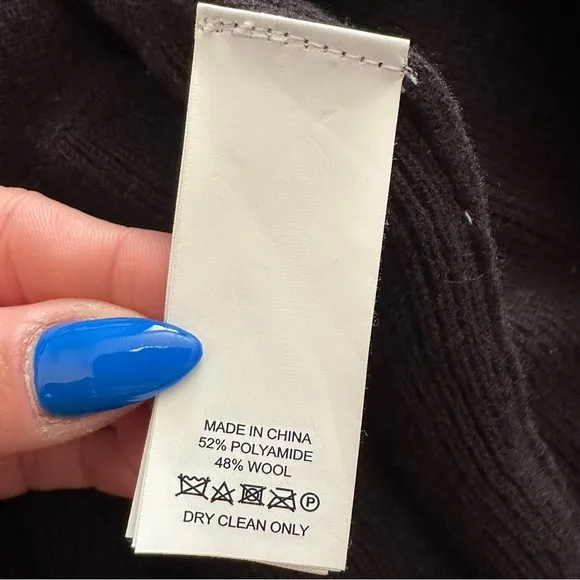 MADE IN CHINA
52% POLYAMIDE
48% WOOL
P
DRY CLEAN ONLY